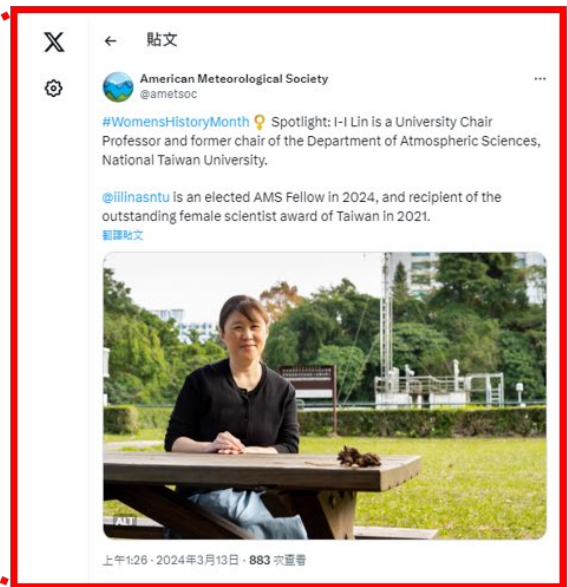 貼文
American Meteorological Society
@ametsoc
#WomensHistoryMonth Spotlight: I-I Lin is a University Chair
Professor and former chair of the Department of Atmospheric Sciences,
National Taiwan University.
@iilinasntu is an elected AMS Fellow in 2024, and recipient of the
outstanding female scientist award of Taiwan in 2021.
翻譯貼文
ALT
上午1:26 · 2024年3月13日 · 883 次查看